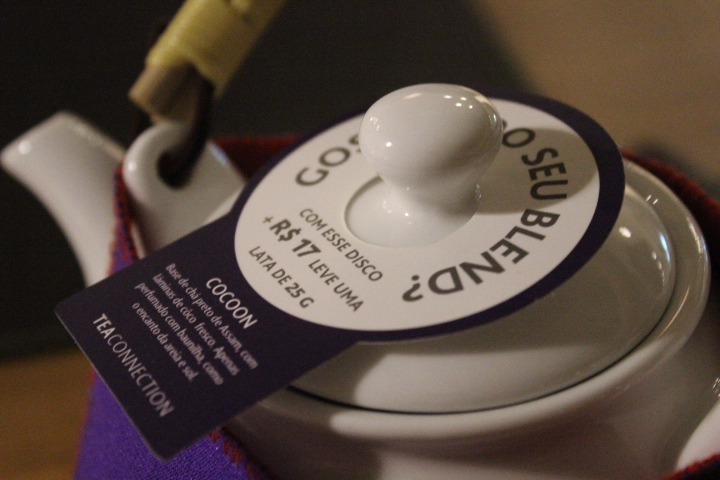 GO
O SEU BLEND?
COM ESSE DISCO
+ R$ 17 LEVE UMA
LATA DE 25 G
COCOON
Base de chá preto de Assam, com
lâminas de côco fresco. Apenas
perfumado com baunilha, como
o encanto da areia e sol.
TEACONNECTION